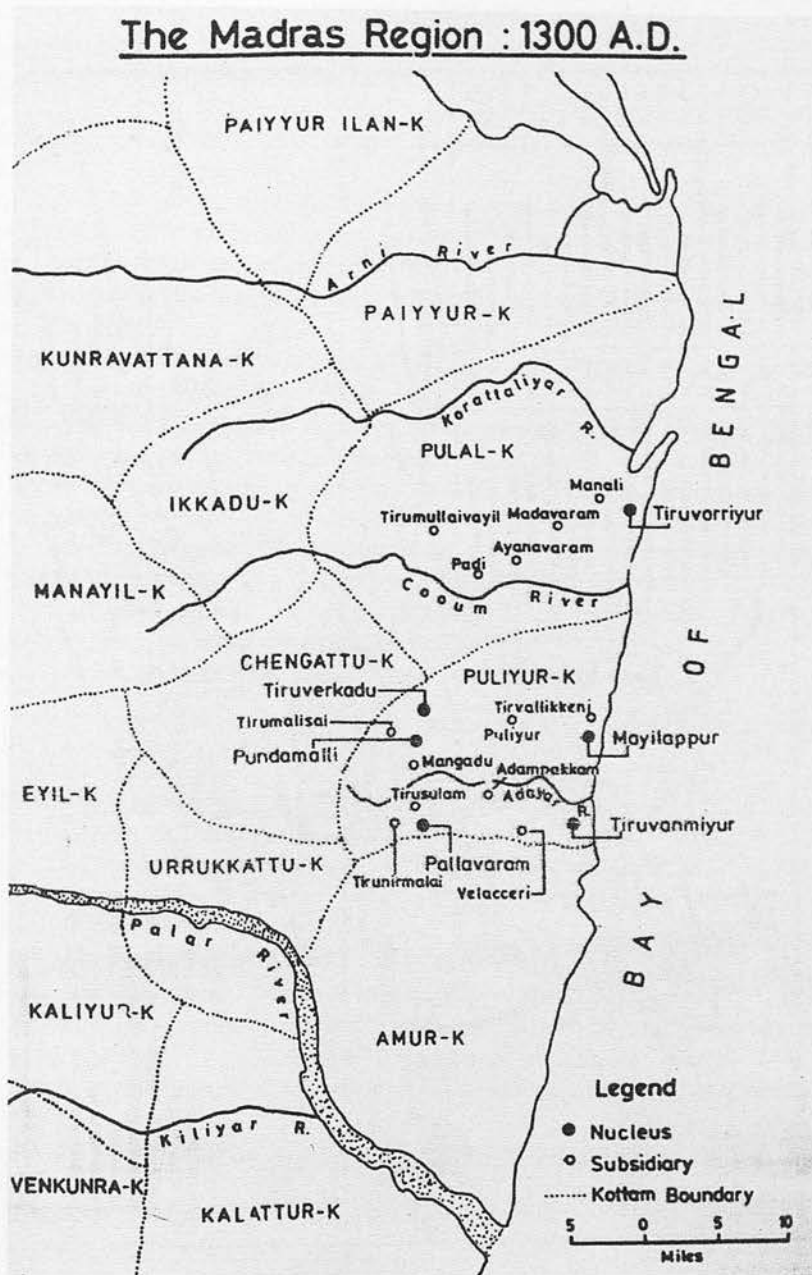 The Madras Region : 1300 A.D.
PAIYYUR ILAN-K
Arni River
PAIYYUR-K
KUNRAVATTANA-K
Korattaliyar R.
PULAL-K
IKKADU-K
Manali
Tirumullaivayil
Madavaram
Tiruvorriyur
Ayanavaram
Padi
MANAYIL-K
Cooum River
CHENGATTU-K
PULIYUR-K
Tiruverkadu
Tirumalisai
Tirvallikkeni
Puliyur
Mayilappur
Pundamalli
Mangadu
Adampakkam
EYIL-K
Tirusulam
Adayar R.
Tiruvanmiyur
URRUKKATTU-K
Pallavaram
Tirunirmalai
Velacceri
Palar River
KALIYUR-K
AMUR-K
Kiliyar R.
VENKUNRA-K
KALATTUR-K
BAY OF BENGAL
Legend
Nucleus
Subsidiary
Kottam Boundary
5 0 5 10
Miles